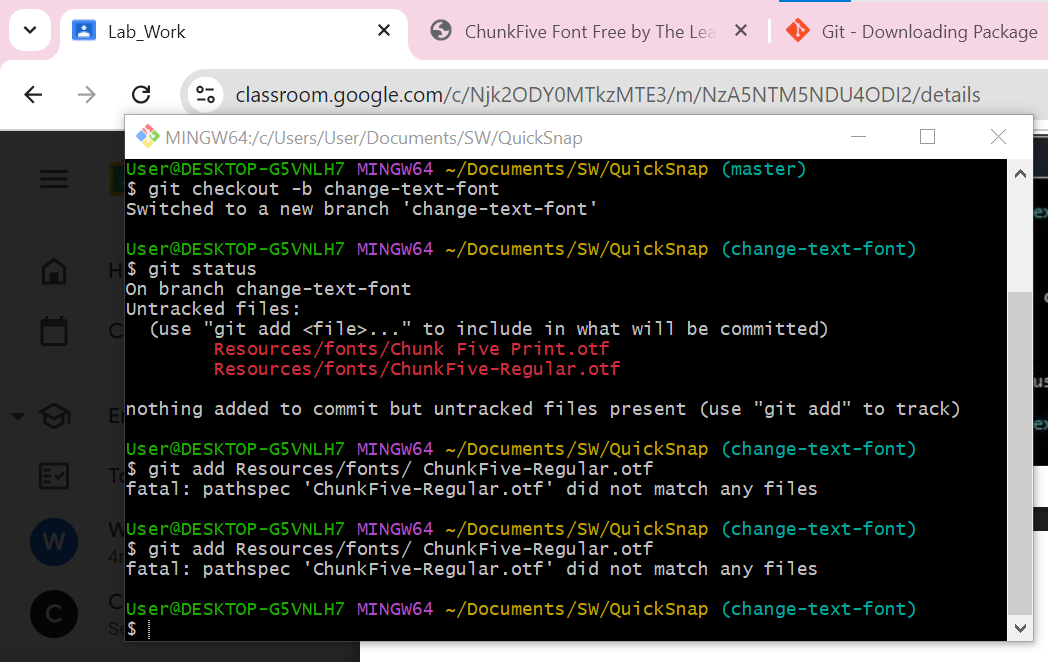 Lab_Work
ChunkFive Font Free by The Lea
Git - Downloading Package
classroom.google.com/c/Njk2ODY0MTkzMTE3/m/NzA5NTM5NDU4ODI2/details
MINGW64:/c/Users/User/Documents/SW/QuickSnap
User@DESKTOP-G5VNLH7 MINGW64 ~/Documents/SW/QuickSnap (master)
$ git checkout -b change-text-font
Switched to a new branch 'change-text-font'
User@DESKTOP-G5VNLH7 MINGW64 ~/Documents/SW/QuickSnap (change-text-font)
$ git status
On branch change-text-font
Untracked files:
(use "git add <file>..." to include in what will be committed)
Resources/fonts/Chunk Five Print.otf
Resources/fonts/ChunkFive-Regular.otf
nothing added to commit but untracked files present (use "git add" to track)
User@DESKTOP-G5VNLH7 MINGW64 ~/Documents/SW/QuickSnap (change-text-font)
$ git add Resources/fonts/ ChunkFive-Regular.otf
fatal: pathspec 'ChunkFive-Regular.otf' did not match any files
User@DESKTOP-G5VNLH7 MINGW64 ~/Documents/SW/QuickSnap (change-text-font)
$ git add Resources/fonts/ ChunkFive-Regular.otf
fatal: pathspec 'ChunkFive-Regular.otf' did not match any files
User@DESKTOP-G5VNLH7 MINGW64 ~/Documents/SW/QuickSnap (change-text-font)
$
W
C